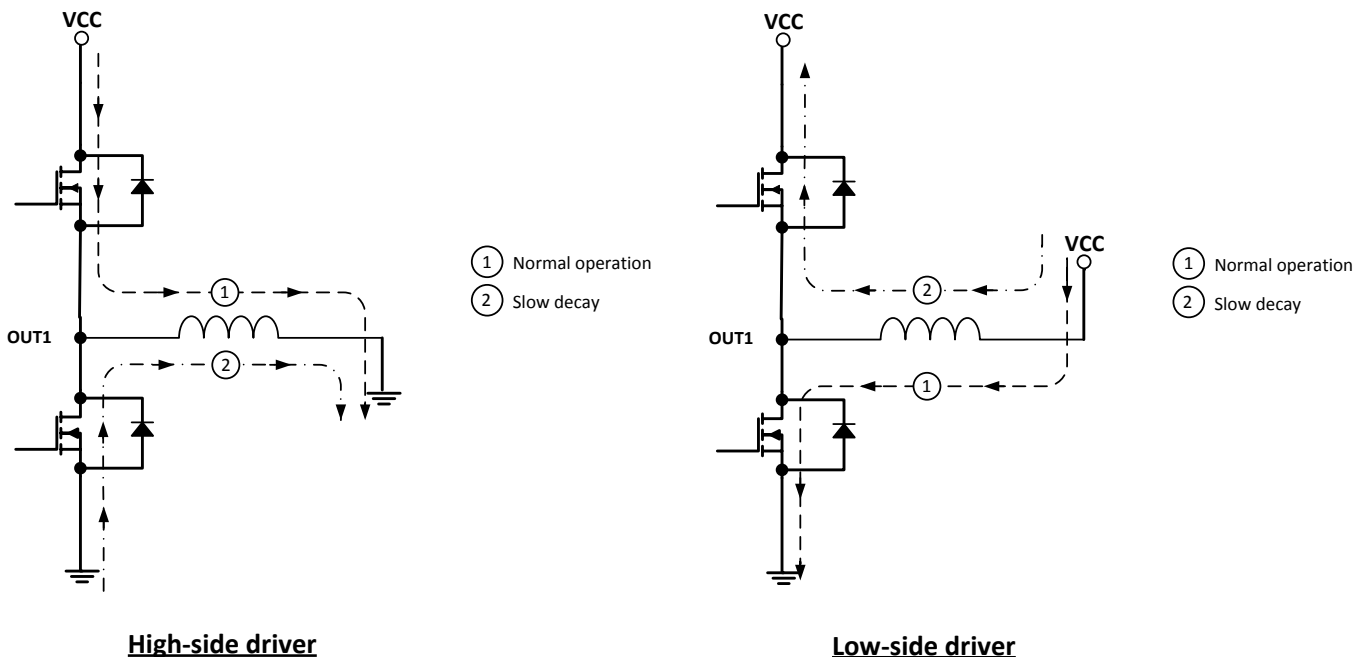 VCC
1
1 Normal operation
2 Slow decay
OUT1
2
High-side driver
VCC
VCC
2
1 Normal operation
2 Slow decay
OUT1
1
Low-side driver